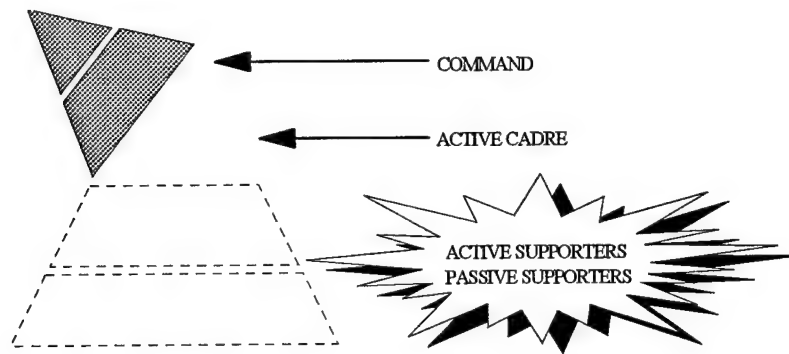 COMMAND
ACTIVE CADRE
ACTIVE SUPPORTERS
PASSIVE SUPPORTERS